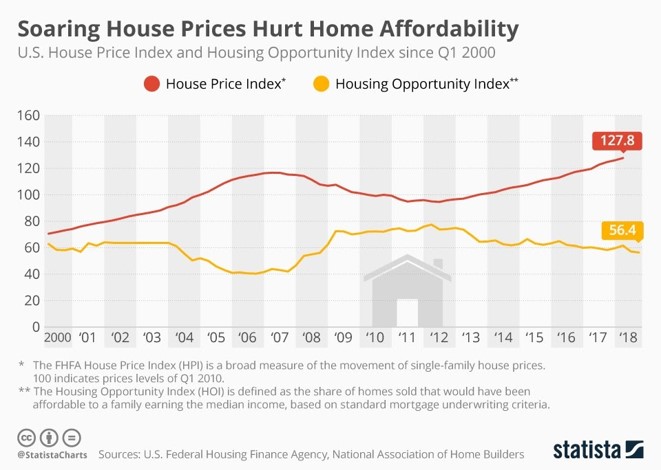 Soaring House Prices Hurt Home Affordability
U.S. House Price Index and Housing Opportunity Index since Q1 2000
House Price Index* Housing Opportunity Index**
160
140
120
100
80
60
40
20
0
127.8
56.4
2000 '01 '02 '03 '04 '05 '06 '07 '08 '09 '10 '11 '12 '13 '14 '15 '16 '17 '18
* The FHFA House Price Index (HPI) is a broad measure of the movement of single-family house prices.
100 indicates prices levels of Q1 2010.
** The Housing Opportunity Index (HOI) is defined as the share of homes sold that would have been
affordable to a family earning the median income, based on standard mortgage underwriting criteria.
cc
@StatistaCharts Sources: U.S. Federal Housing Finance Agency, National Association of Home Builders
statista